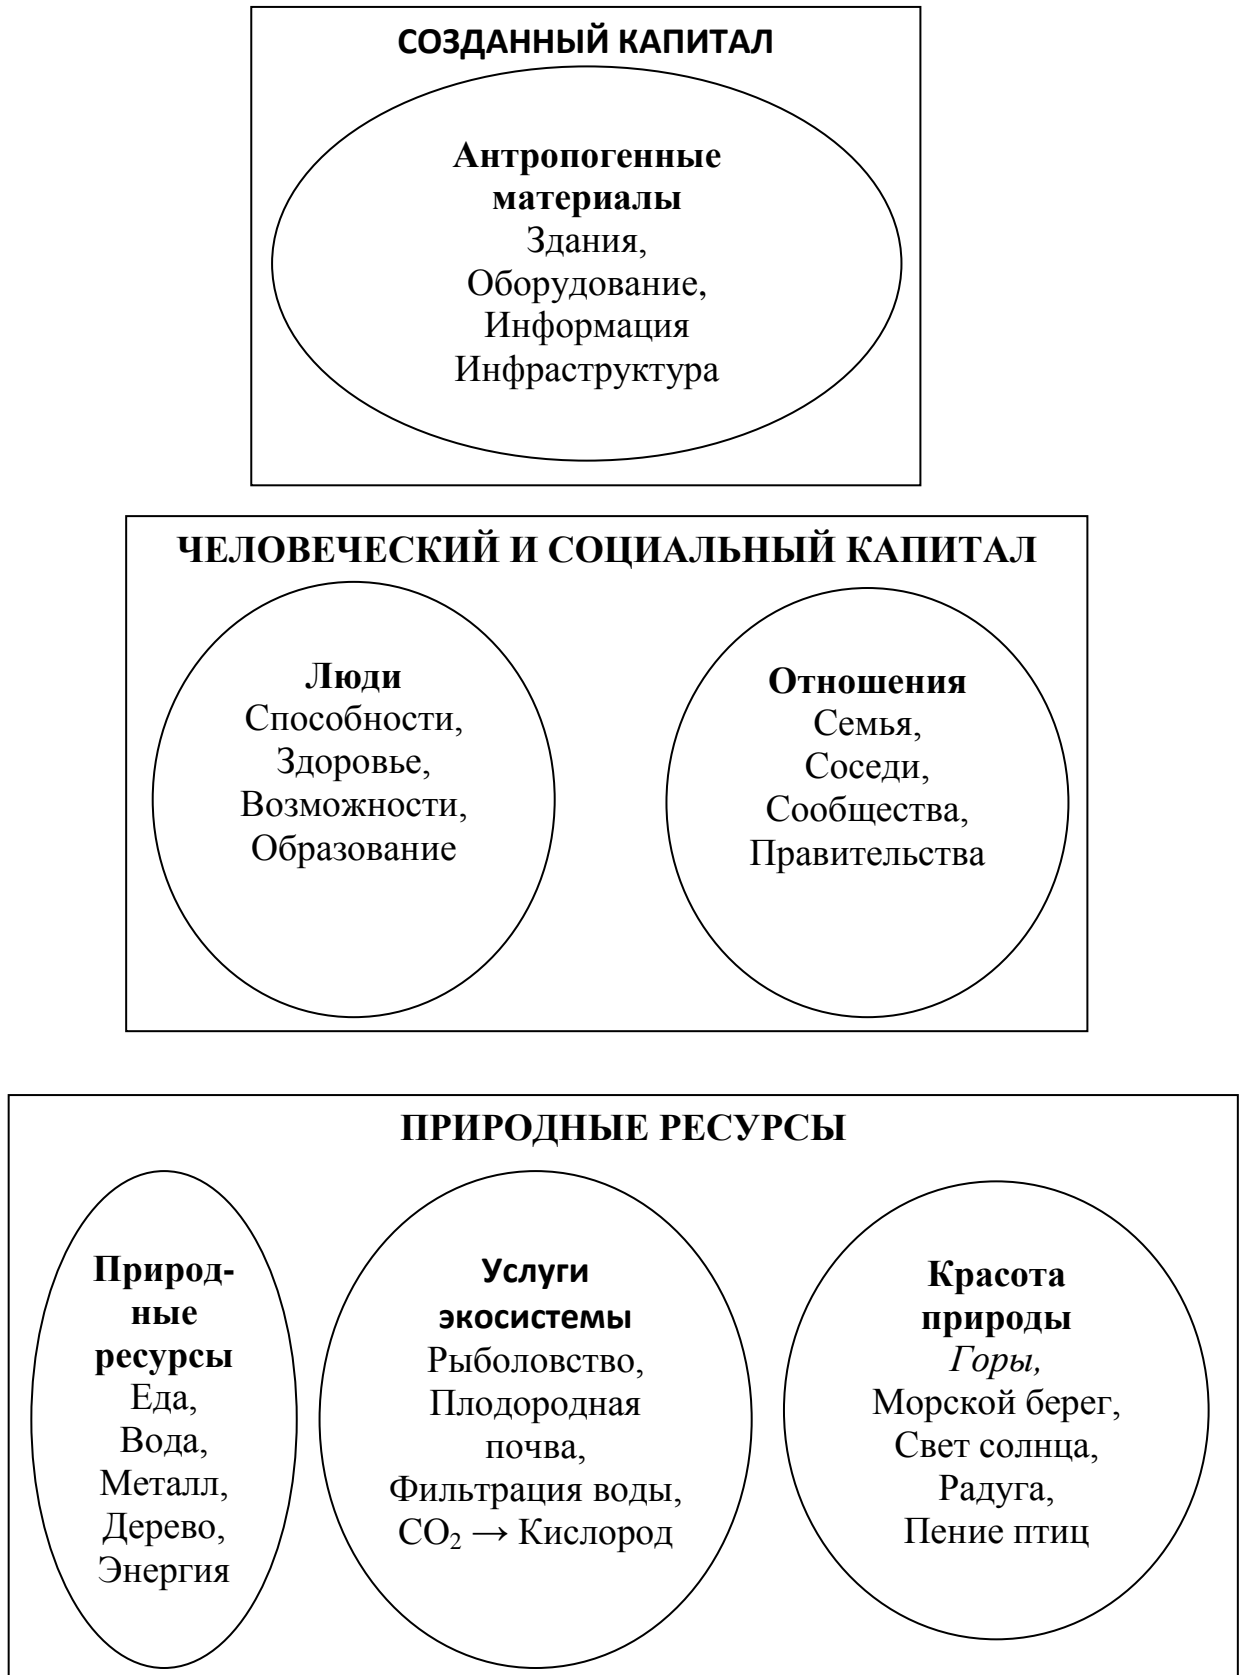 СОЗДАННЫЙ КАПИТАЛ
Антропогенные
материалы
Здания,
Оборудование,
Информация
Инфраструктура
ЧЕЛОВЕЧЕСКИЙ И СОЦИАЛЬНЫЙ КАПИТАЛ
Люди
Способности,
Здоровье,
Возможности,
Образование
Отношения
Семья,
Соседи,
Сообщества,
Правительства
ПРИРОДНЫЕ РЕСУРСЫ
Природ-
ные
ресурсы
Еда,
Вода,
Металл,
Дерево,
Энергия
Услуги
экосистемы
Рыболовство,
Плодородная
почва,
Фильтрация воды,
CO₂ → Кислород
Красота
природы
Горы,
Морской берег,
Свет солнца,
Радуга,
Пение птиц